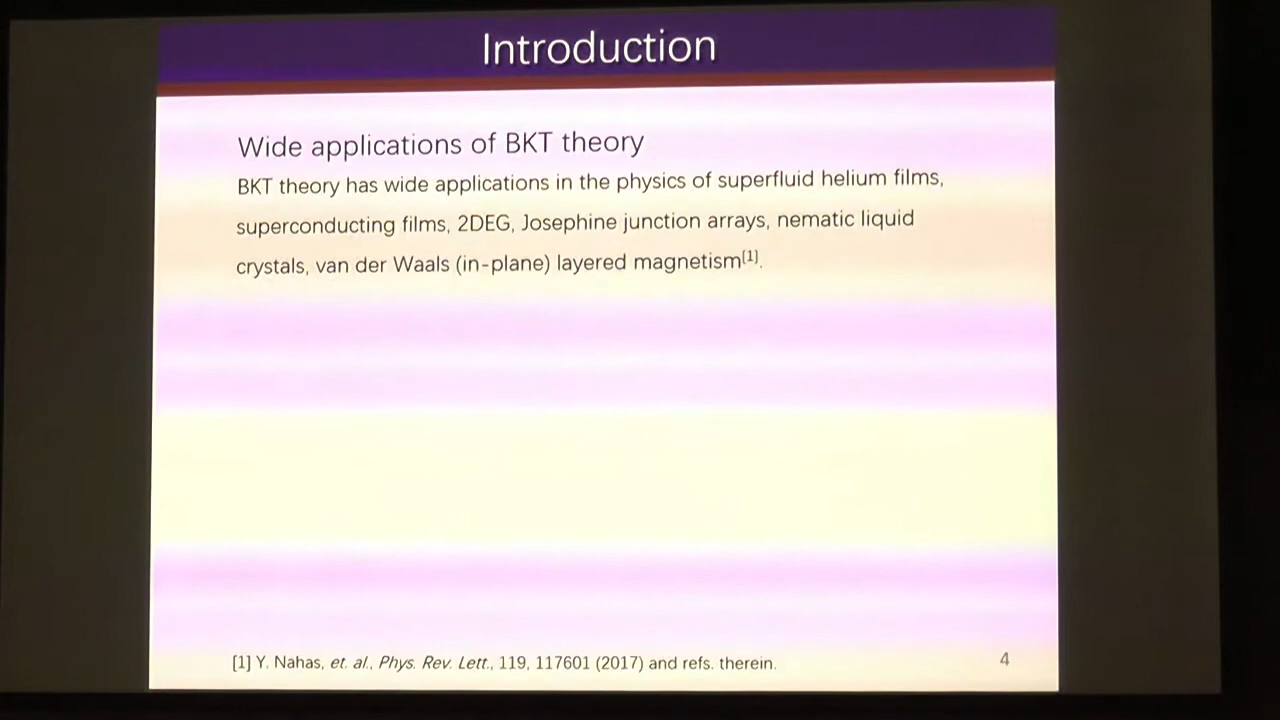 Introduction
Wide applications of BKT theory
BKT theory has wide applications in the physics of superfluid helium films,
superconducting films, 2DEG, Josephine junction arrays, nematic liquid
crystals, van der Waals (in-plane) layered magnetism[1].
[1] Y. Nahas, et. al., Phys. Rev. Lett., 119, 117601 (2017) and refs. therein.
4